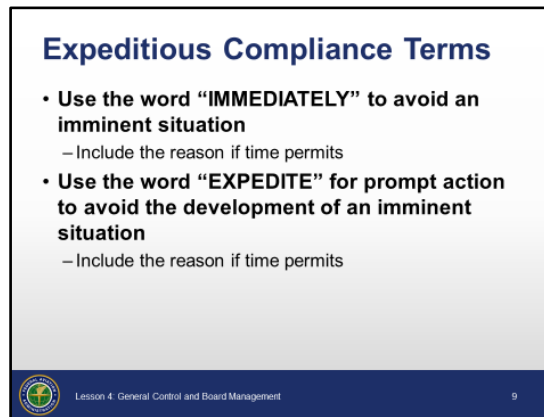 Expeditious Compliance Terms
• Use the word “IMMEDIATELY” to avoid an
imminent situation
– Include the reason if time permits
• Use the word “EXPEDITE” for prompt action
to avoid the development of an imminent
situation
– Include the reason if time permits
Lesson 4: General Control and Board Management
9